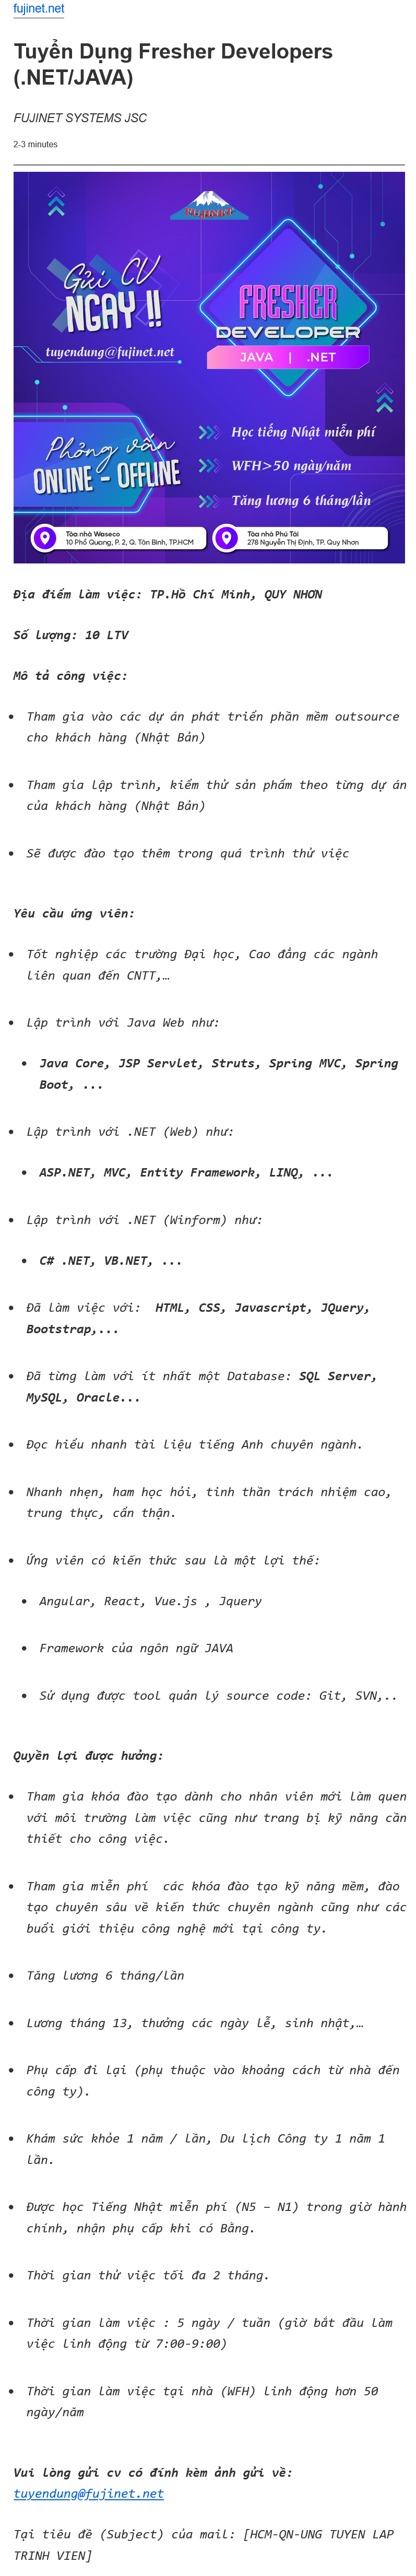 fujinet.net
Tuyển Dụng Fresher Developers
(.NET/JAVA)
FUJINET SYSTEMS JSC
2-3 minutes
FUJINET
Gửi CV
NGAY !!
tuyendung@fujinet.net
FRESHER
DEVELOPER
JAVA | .NET
Phỏng vấn
ONLINE - OFFLINE
Học tiếng Nhật miễn phí
WFH>50 ngày/năm
Tăng lương 6 tháng/lần
Tòa nhà Waseco
10 Phổ Quang, P. 2, Q. Tân Bình, TP.HCM
Tòa nhà Phú Tài
278 Nguyễn Thị Định, TP. Quy Nhơn
Địa điểm làm việc: TP.Hồ Chí Minh, QUY NHƠN
Số lượng: 10 LTV
Mô tả công việc:
• Tham gia vào các dự án phát triển phần mềm outsource
cho khách hàng (Nhật Bản)
• Tham gia lập trình, kiểm thử sản phẩm theo từng dự án
của khách hàng (Nhật Bản)
• Sẽ được đào tạo thêm trong quá trình thử việc
Yêu cầu ứng viên:
• Tốt nghiệp các trường Đại học, Cao đẳng các ngành
liên quan đến CNTT,…
• Lập trình với Java Web như:
• Java Core, JSP Servlet, Struts, Spring MVC, Spring
Boot, ...
• Lập trình với .NET (Web) như:
• ASP.NET, MVC, Entity Framework, LINQ, ...
• Lập trình với .NET (Winform) như:
• C# .NET, VB.NET, ...
• Đã làm việc với:  HTML, CSS, Javascript, JQuery,
Bootstrap,...
• Đã từng làm với ít nhất một Database: SQL Server,
MySQL, Oracle...
• Đọc hiểu nhanh tài liệu tiếng Anh chuyên ngành.
• Nhanh nhẹn, ham học hỏi, tinh thần trách nhiệm cao,
trung thực, cẩn thận.
• Ứng viên có kiến thức sau là một lợi thế:
• Angular, React, Vue.js , Jquery
• Framework của ngôn ngữ JAVA
• Sử dụng được tool quản lý source code: Git, SVN,..
Quyền lợi được hưởng:
• Tham gia khóa đào tạo dành cho nhân viên mới làm quen
với môi trường làm việc cũng như trang bị kỹ năng cần
thiết cho công việc.
• Tham gia miễn phí  các khóa đào tạo kỹ năng mềm, đào
tạo chuyên sâu về kiến thức chuyên ngành cũng như các
buổi giới thiệu công nghệ mới tại công ty.
• Tăng lương 6 tháng/lần
• Lương tháng 13, thưởng các ngày lễ, sinh nhật,…
• Phụ cấp đi lại (phụ thuộc vào khoảng cách từ nhà đến
công ty).
• Khám sức khỏe 1 năm / lần, Du lịch Công ty 1 năm 1
lần.
• Được học Tiếng Nhật miễn phí (N5 – N1) trong giờ hành
chính, nhận phụ cấp khi có Bằng.
• Thời gian thử việc tối đa 2 tháng.
• Thời gian làm việc : 5 ngày / tuần (giờ bắt đầu làm
việc linh động từ 7:00-9:00)
• Thời gian làm việc tại nhà (WFH) linh động hơn 50
ngày/năm
Vui lòng gửi cv có đính kèm ảnh gửi về:
tuyendung@fujinet.net
Tại tiêu đề (Subject) của mail: [HCM-QN-UNG TUYEN LAP
TRINH VIEN]